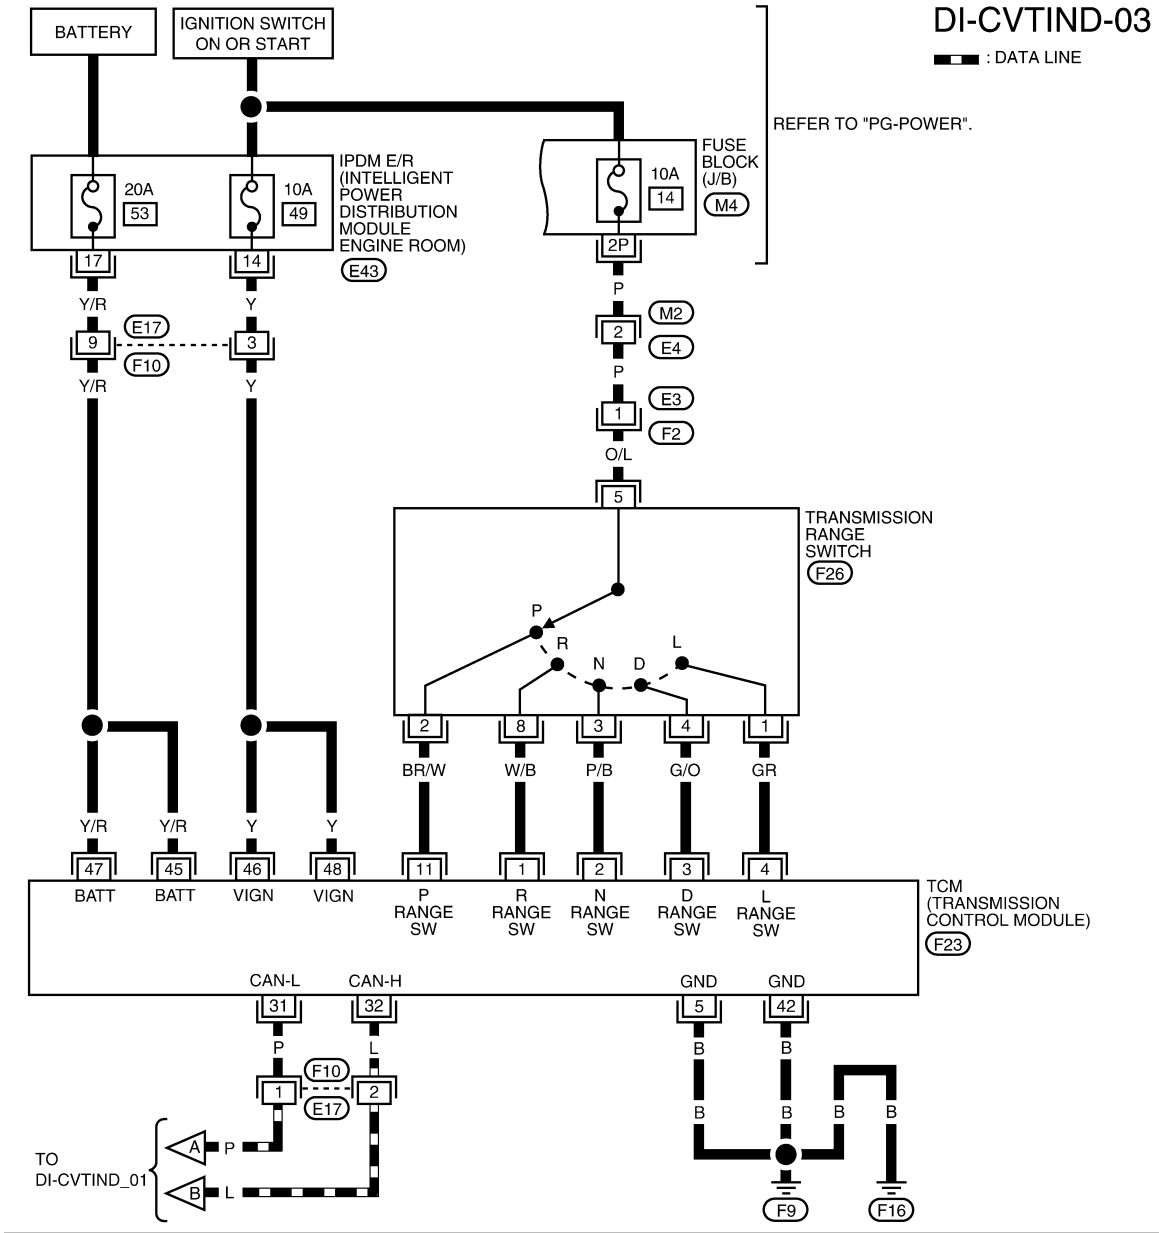 DI-CVTIND-03
: DATA LINE
BATTERY
IGNITION SWITCH
ON OR START
REFER TO "PG-POWER".
IPDM E/R
(INTELLIGENT
POWER
DISTRIBUTION
MODULE
ENGINE ROOM)
E43
20A
53
10A
49
FUSE
BLOCK
(J/B)
M4
10A
14
17
14
2P
Y/R
Y
P
9
E17
F10
3
2
M2
E4
Y/R
Y
P
1
E3
F2
O/L
5
TRANSMISSION
RANGE
SWITCH
F26
P
R
N
D
L
2
8
3
4
1
BR/W
W/B
P/B
G/O
GR
Y/R
Y/R
Y
Y
47
45
46
48
11
1
2
3
4
BATT
BATT
VIGN
VIGN
P
RANGE
SW
R
RANGE
SW
N
RANGE
SW
D
RANGE
SW
L
RANGE
SW
TCM
(TRANSMISSION
CONTROL MODULE)
F23
CAN-L
CAN-H
GND
GND
31
32
5
42
P
L
B
B
1
F10
E17
2
B
B
B
B
A
P
B
L
TO
DI-CVTIND_01
F9
F16